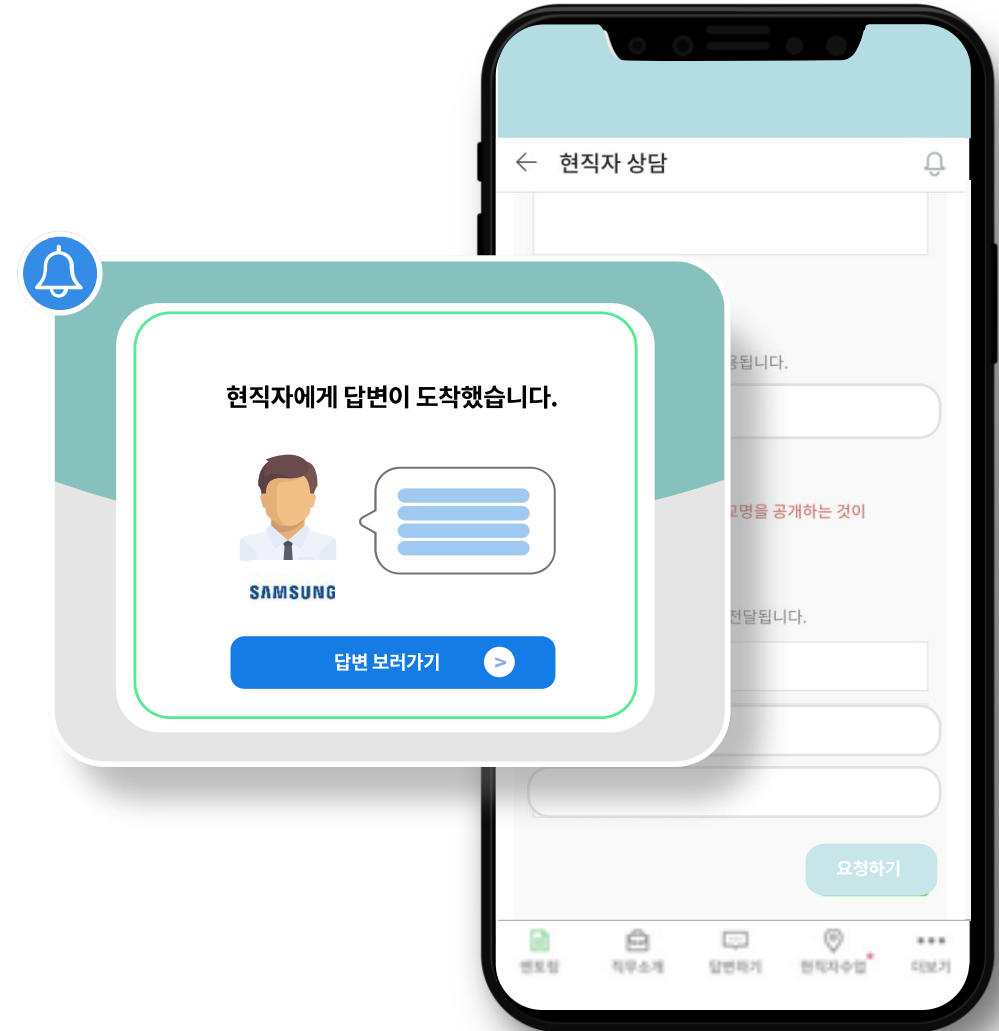 현직자 상담
현직자에게 답변이 도착했습니다.
SAMSUNG
답변 보러가기
>
됩니다.
교명을 공개하는 것이
전달됩니다.
요청하기
멘토링
직무소개
답변하기
현직자수업
더보기